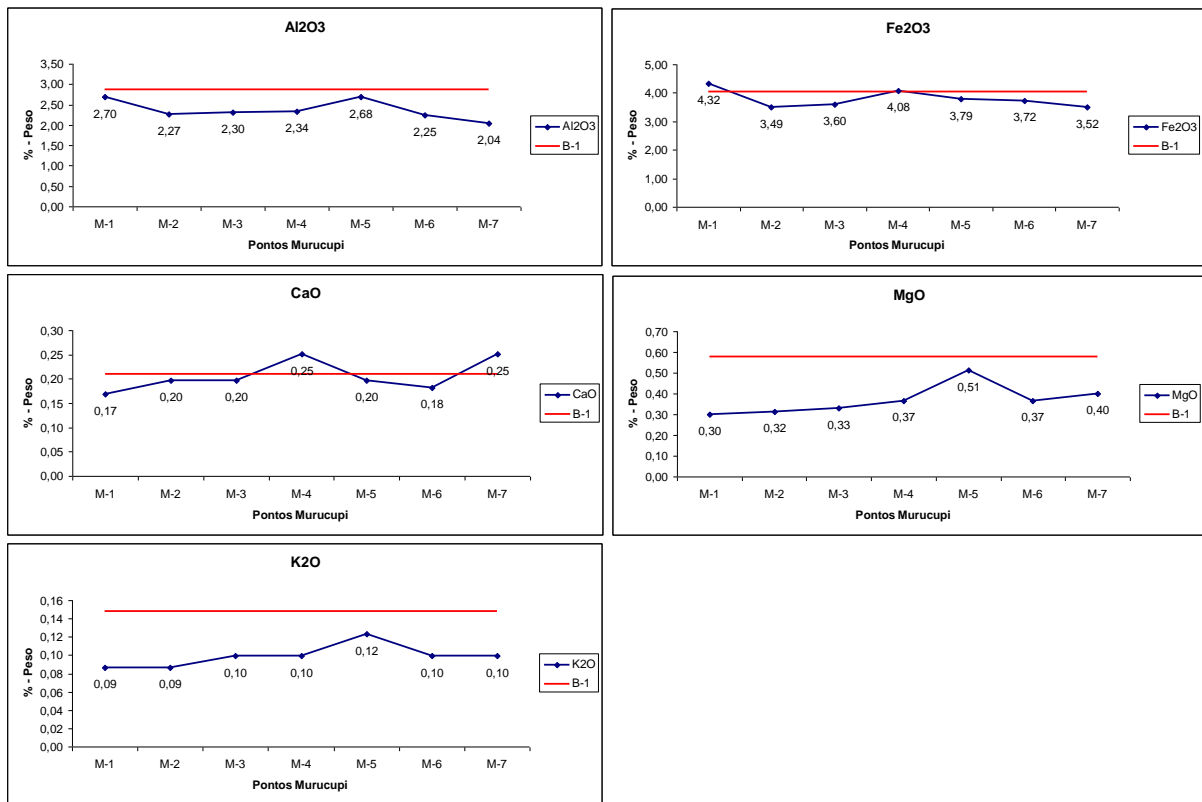 Al2O3
3,50
3,00
2,50
2,00
1,50
1,00
0,50
0,00
% - Peso
2,70 2,27 2,30 2,34 2,68 2,25 2,04
M-1 M-2 M-3 M-4 M-5 M-6 M-7
Pontos Murucupi
Al2O3
B-1
Fe2O3
5,00
4,00
3,00
2,00
1,00
0,00
% - Peso
4,32 3,49 3,60 4,08 3,79 3,72 3,52
M-1 M-2 M-3 M-4 M-5 M-6 M-7
Pontos Murucupi
Fe2O3
B-1
CaO
0,30
0,25
0,20
0,15
0,10
0,05
0,00
% - Peso
0,17 0,20 0,20 0,25 0,20 0,18 0,25
M-1 M-2 M-3 M-4 M-5 M-6 M-7
Pontos Murucupi
CaO
B-1
MgO
0,70
0,60
0,50
0,40
0,30
0,20
0,10
0,00
% - Peso
0,30 0,32 0,33 0,37 0,51 0,37 0,40
M-1 M-2 M-3 M-4 M-5 M-6 M-7
Pontos Murucupi
MgO
B-1
K2O
0,16
0,14
0,12
0,10
0,08
0,06
0,04
0,02
0,00
% - Peso
0,09 0,09 0,10 0,10 0,12 0,10 0,10
M-1 M-2 M-3 M-4 M-5 M-6 M-7
Pontos Murucupi
K2O
B-1